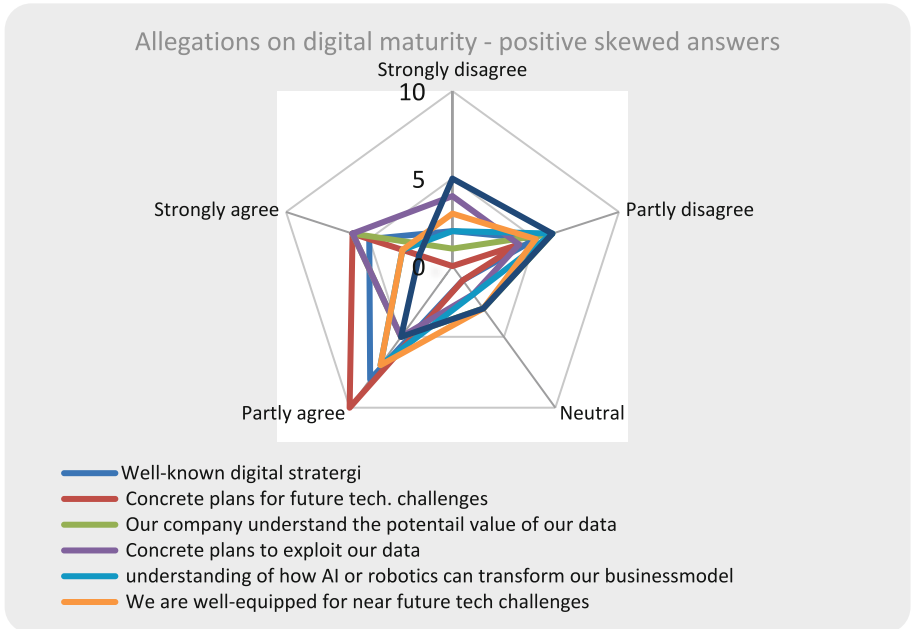 Allegations on digital maturity - positive skewed answers
Strongly disagree
10
5
Strongly agree
Partly disagree
0
Partly agree
Neutral
Well-known digital stratergi
Concrete plans for future tech. challenges
Our company understand the potentail value of our data
Concrete plans to exploit our data
understanding of how AI or robotics can transform our businessmodel
We are well-equipped for near future tech challenges